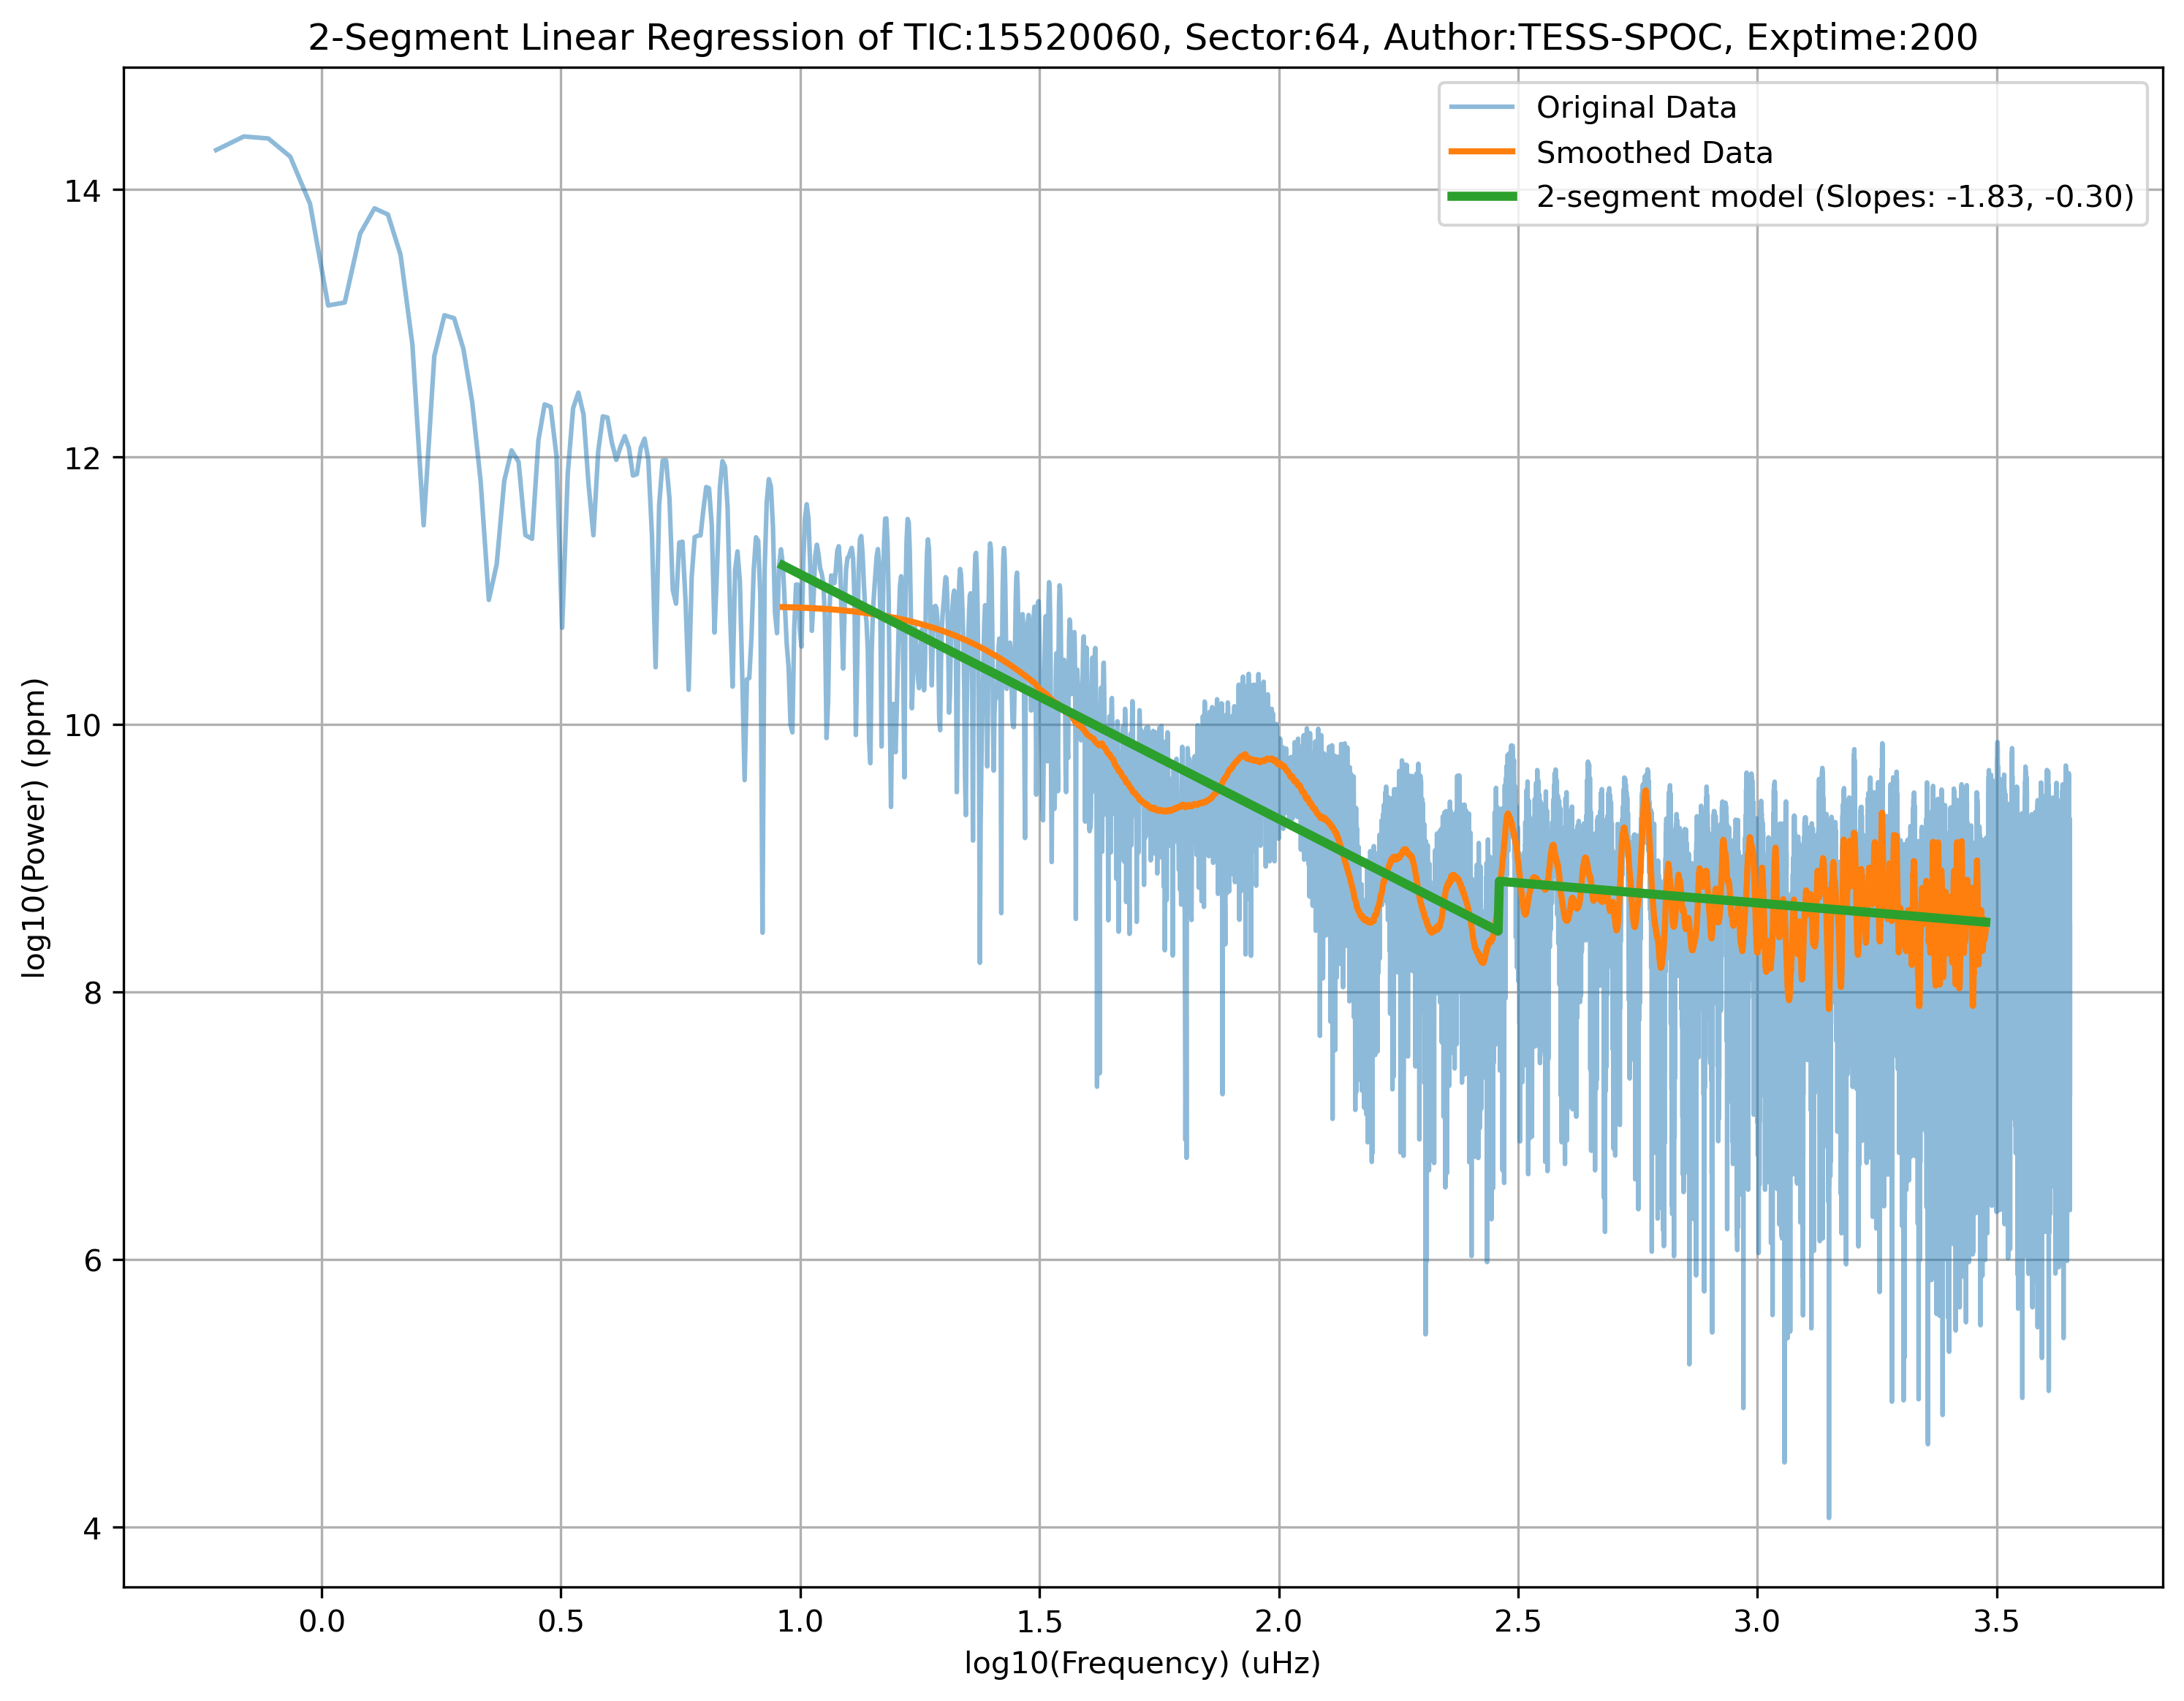 2-Segment Linear Regression of TIC:15520060, Sector:64, Author:TESS-SPOC, Exptime:200
Original Data
Smoothed Data
2-segment model (Slopes: -1.83, -0.30)
14
12
10
8
6
4
log10(Power) (ppm)
0.0 0.5 1.0 1.5 2.0 2.5 3.0 3.5
log10(Frequency) (uHz)